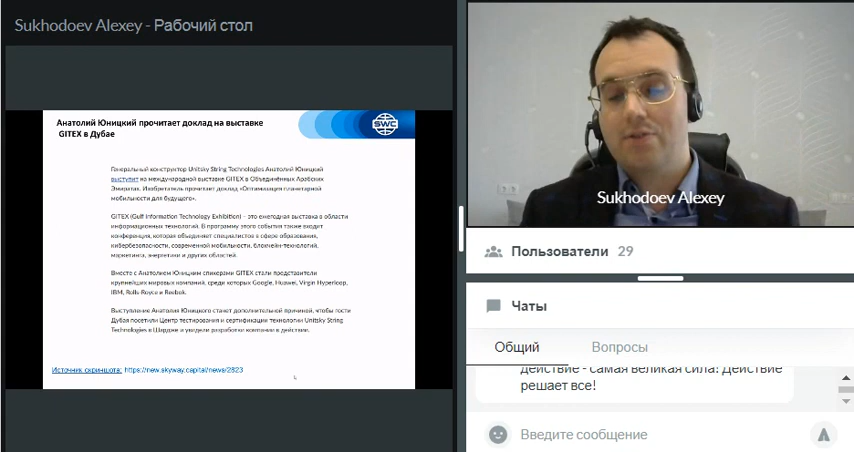 Sukhodoev Alexey - Рабочий стол
Анатолий Юницкий прочитает доклад на выставке
GITEX в Дубае
SWC
Генеральный конструктор Unitsky String Technologies Анатолий Юницкий
выступит на международной выставке GITEX в Объединённых Арабских
Эмиратах. Изобретатель прочитает доклад «Оптимизация планетарной
мобильности для будущего».
GITEX (Gulf Information Technology Exhibition) – это ежегодная выставка в области
информационных технологий. В программу этого события также входит
конференция, которая объединяет специалистов в сфере образования,
кибербезопасности, современной мобильности, блокчейн-технологий,
маркетинга, энергетики и других областей.
Вместе с Анатолием Юницким спикерами GITEX стали представители
крупнейших мировых компаний, среди которых Google, Huawei, Virgin Hyperloop,
IBM, Rolls-Royce и Reebok.
Выступление Анатолия Юницкого станет дополнительной причиной, чтобы гости
Дубая посетили Центр тестирования и сертификации технологии Unitsky String
Technologies в Шардже и увидели разработки компании в действие.
Источник скриншота: https://new.skyway.capital/news/2823
Sukhodoev Alexey
Пользователи 29
Чаты
Общий Вопросы
действие - самая великая сила! Действие
решает все!
Введите сообщение